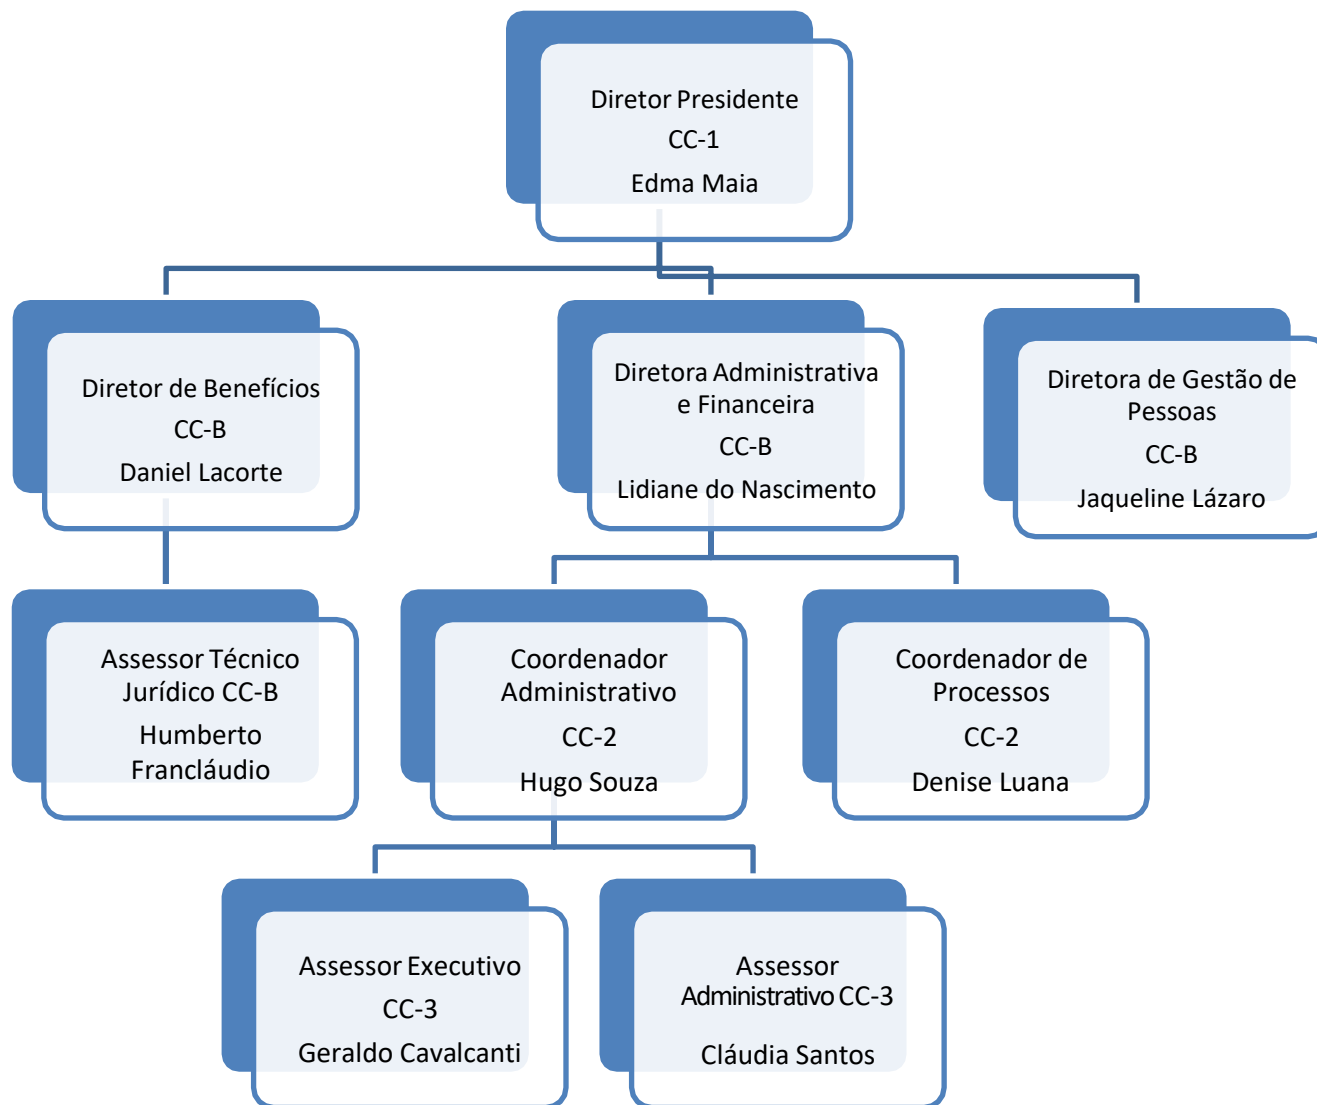 Diretor Presidente
CC-1
Edma Maia
Diretor de Benefícios
CC-B
Daniel Lacorte
Diretora Administrativa
e Financeira
CC-B
Lidiane do Nascimento
Diretora de Gestão de
Pessoas
CC-B
Jaqueline Lázaro
Assessor Técnico
Jurídico CC-B
Humberto
Francláudio
Coordenador
Administrativo
CC-2
Hugo Souza
Coordenador de
Processos
CC-2
Denise Luana
Assessor Executivo
CC-3
Geraldo Cavalcanti
Assessor
Administrativo CC-3
Cláudia Santos